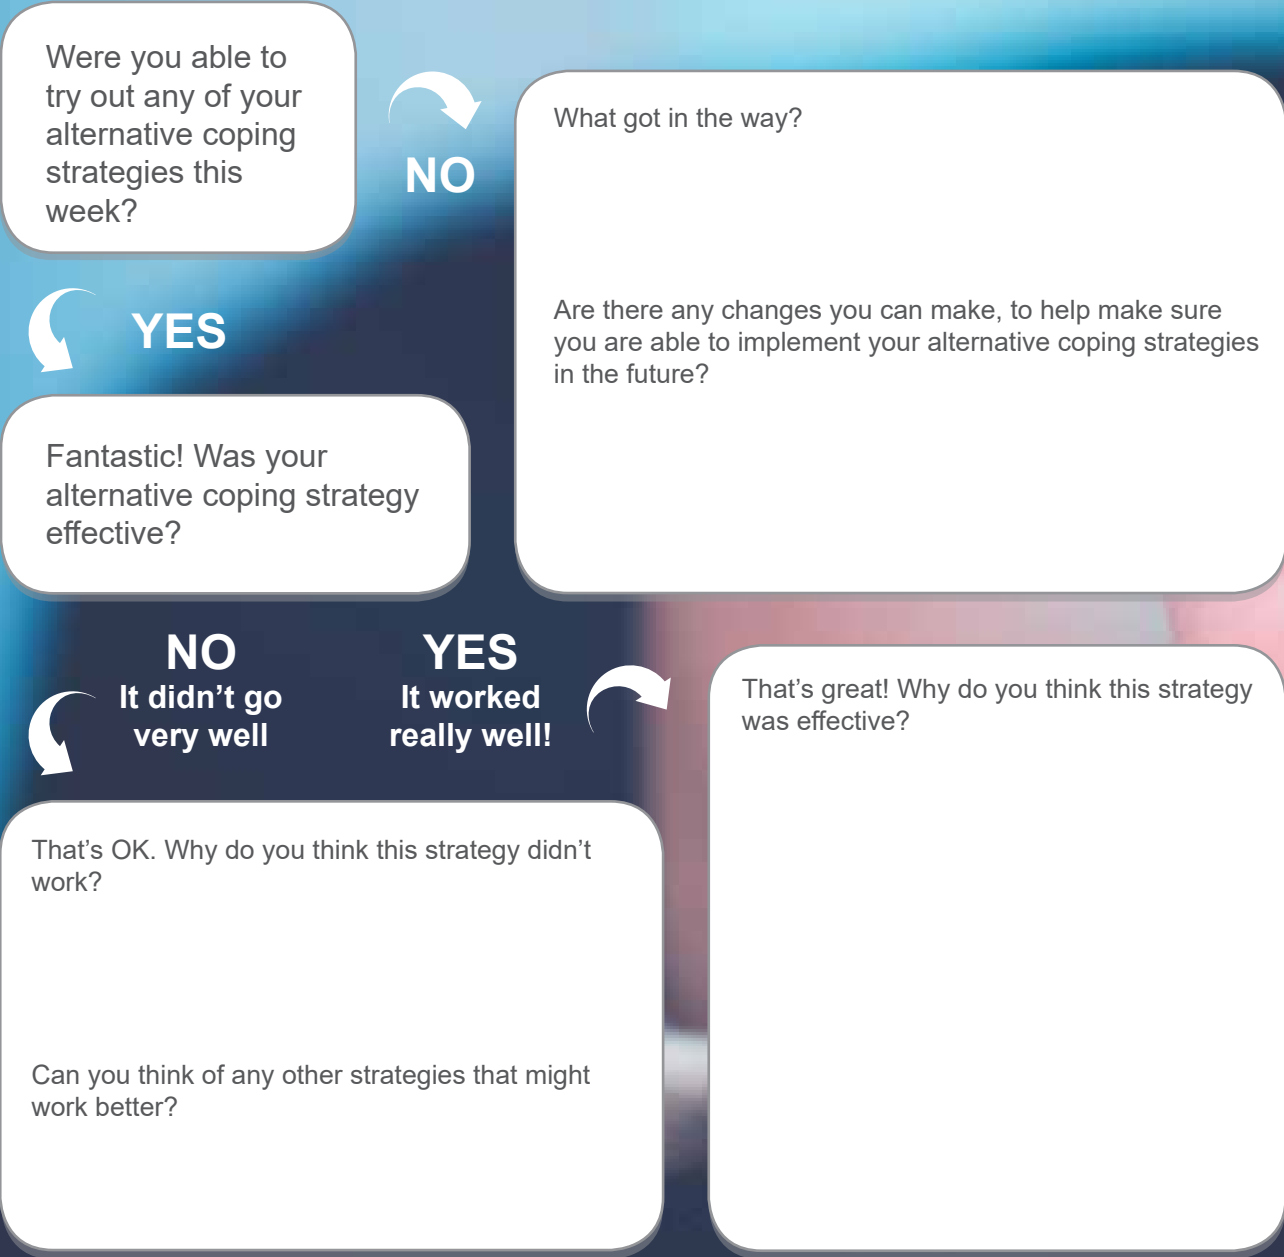 Were you able to
try out any of your
alternative coping
strategies this
week?
NO
What got in the way?
Are there any changes you can make, to help make sure
you are able to implement your alternative coping strategies
in the future?
YES
Fantastic! Was your
alternative coping strategy
effective?
NO
It didn’t go
very well
YES
It worked
really well!
That’s great! Why do you think this strategy
was effective?
That’s OK. Why do you think this strategy didn’t
work?
Can you think of any other strategies that might
work better?